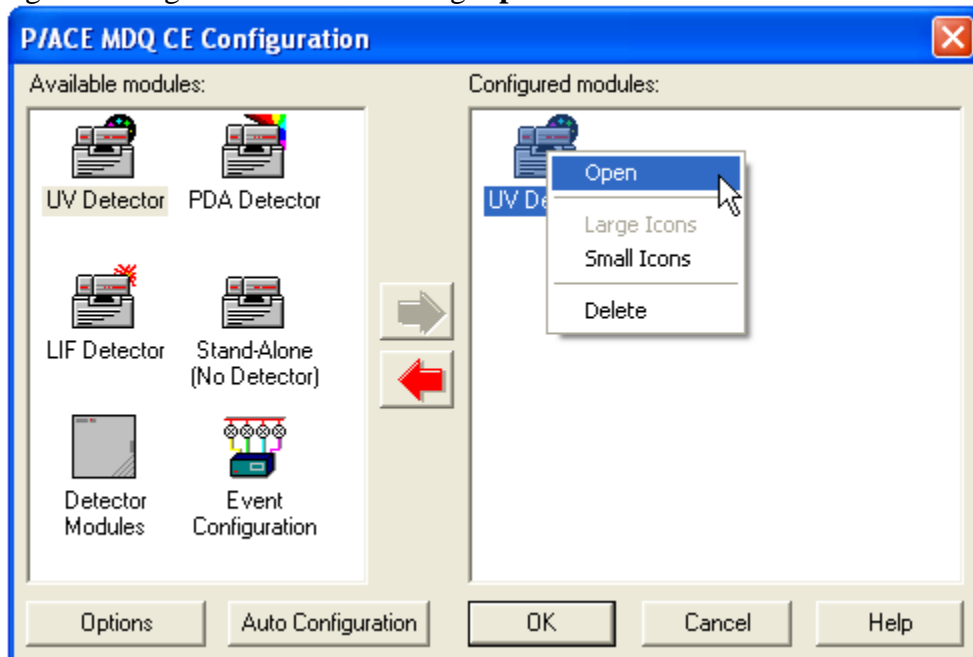 P/ACE MDQ CE Configuration
Available modules:
Configured modules:
UV Detector
PDA Detector
LIF Detector
Stand-Alone
(No Detector)
Detector
Modules
Event
Configuration
UV De
Open
Large Icons
Small Icons
Delete
Options
Auto Configuration
OK
Cancel
Help